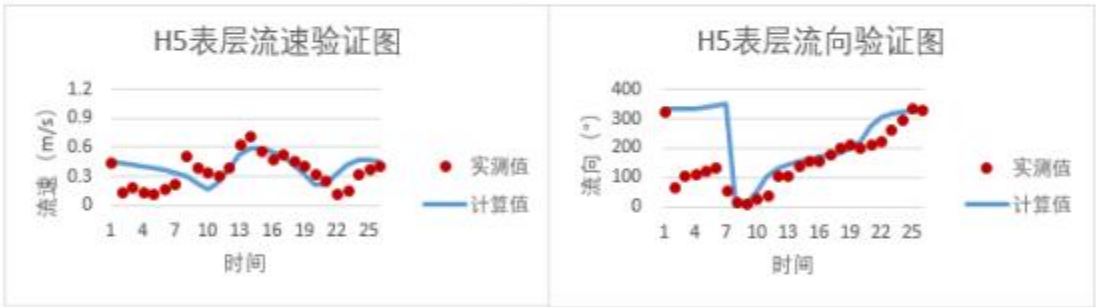 H5表层流速验证图
1.2
0.9
0.6
0.3
0
流速（m/s）
1 4 7 10 13 16 19 22 25
时间
实测值
计算值
H5表层流向验证图
400
300
200
100
0
流向（°）
1 4 7 10 13 16 19 22 25
时间
实测值
计算值